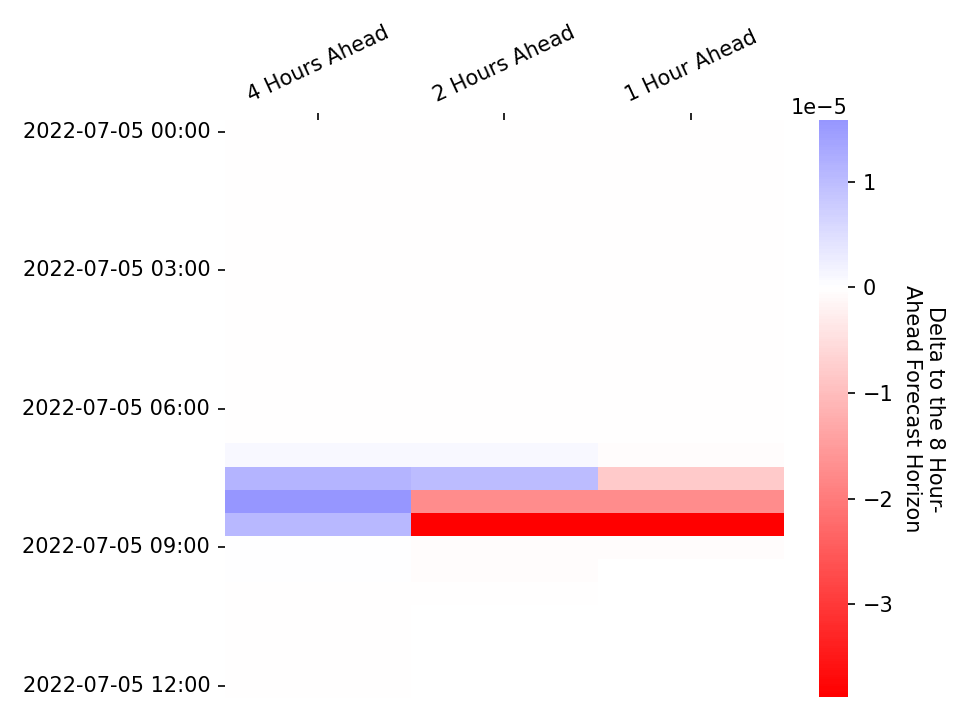 4 Hours Ahead
2 Hours Ahead
1 Hour Ahead
1e−5
2022-07-05 00:00
2022-07-05 03:00
2022-07-05 06:00
2022-07-05 09:00
2022-07-05 12:00
1
0
−1
−2
−3
Delta to the 8 Hour-
Ahead Forecast Horizon